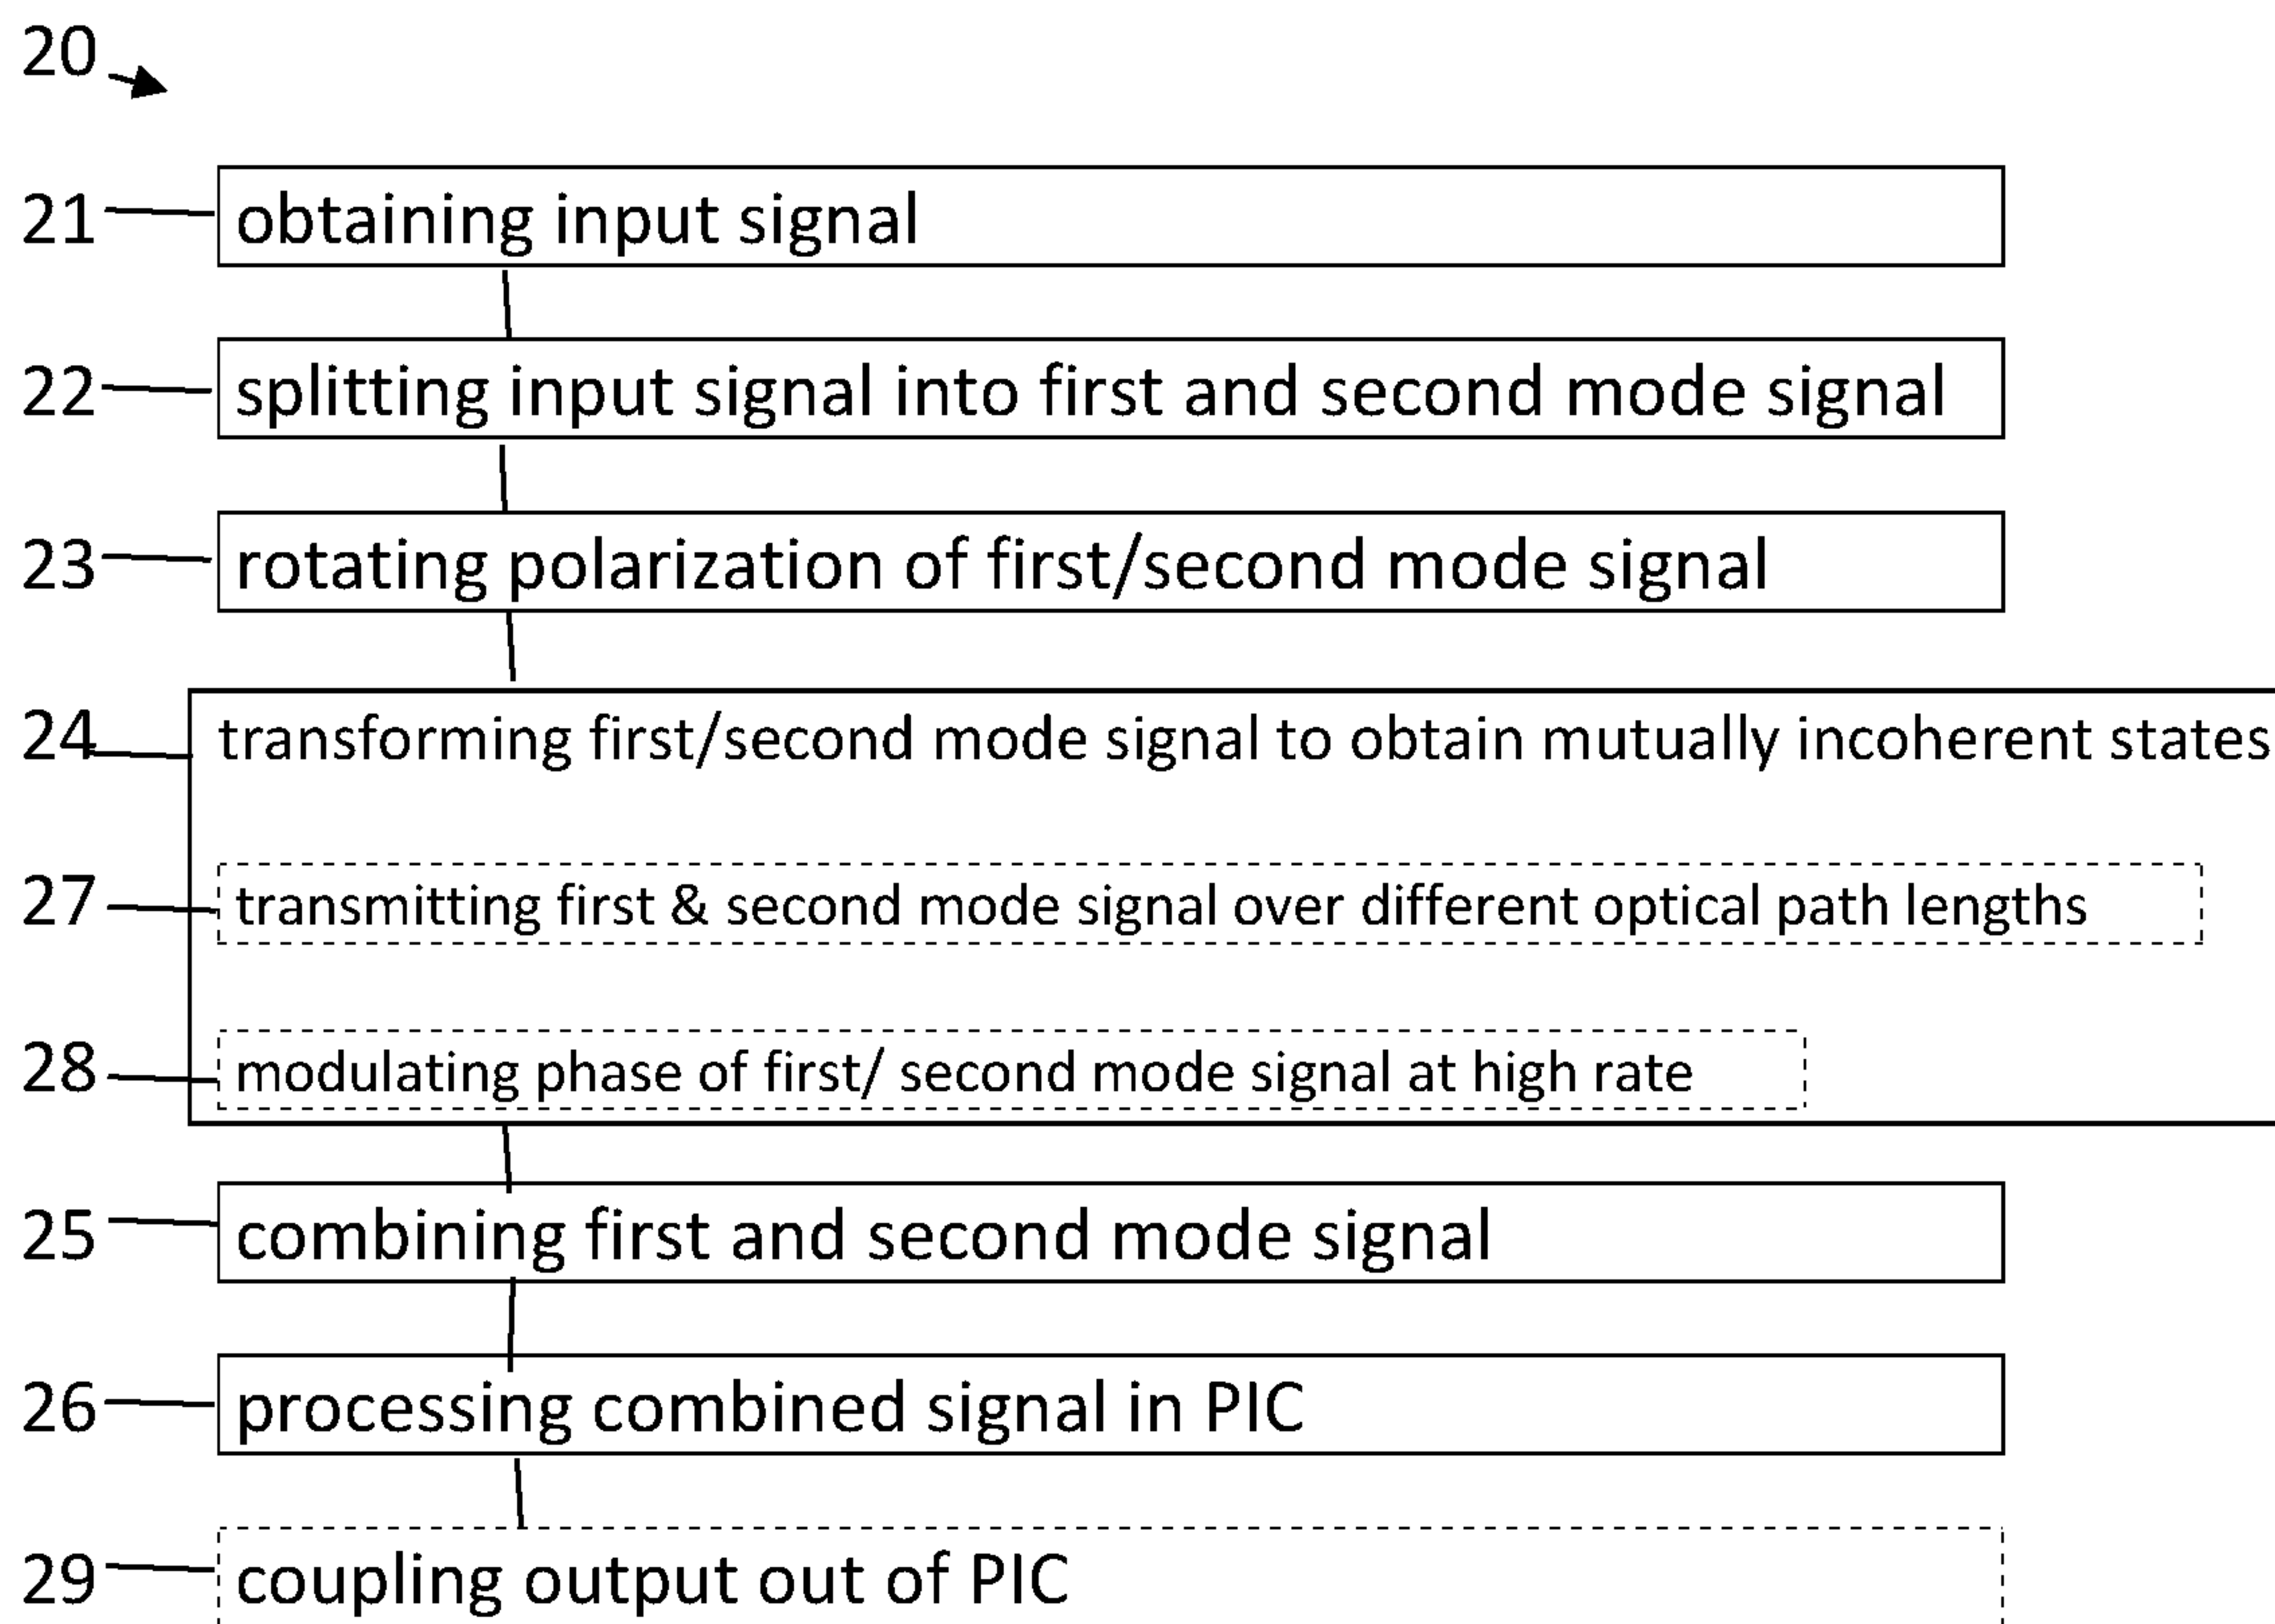 20
21 obtaining input signal
22 splitting input signal into first and second mode signal
23 rotating polarization of first/second mode signal
24 transforming first/second mode signal to obtain mutually incoherent states
27 transmitting first & second mode signal over different optical path lengths
28 modulating phase of first/ second mode signal at high rate
25 combining first and second mode signal
26 processing combined signal in PIC
29 coupling output out of PIC